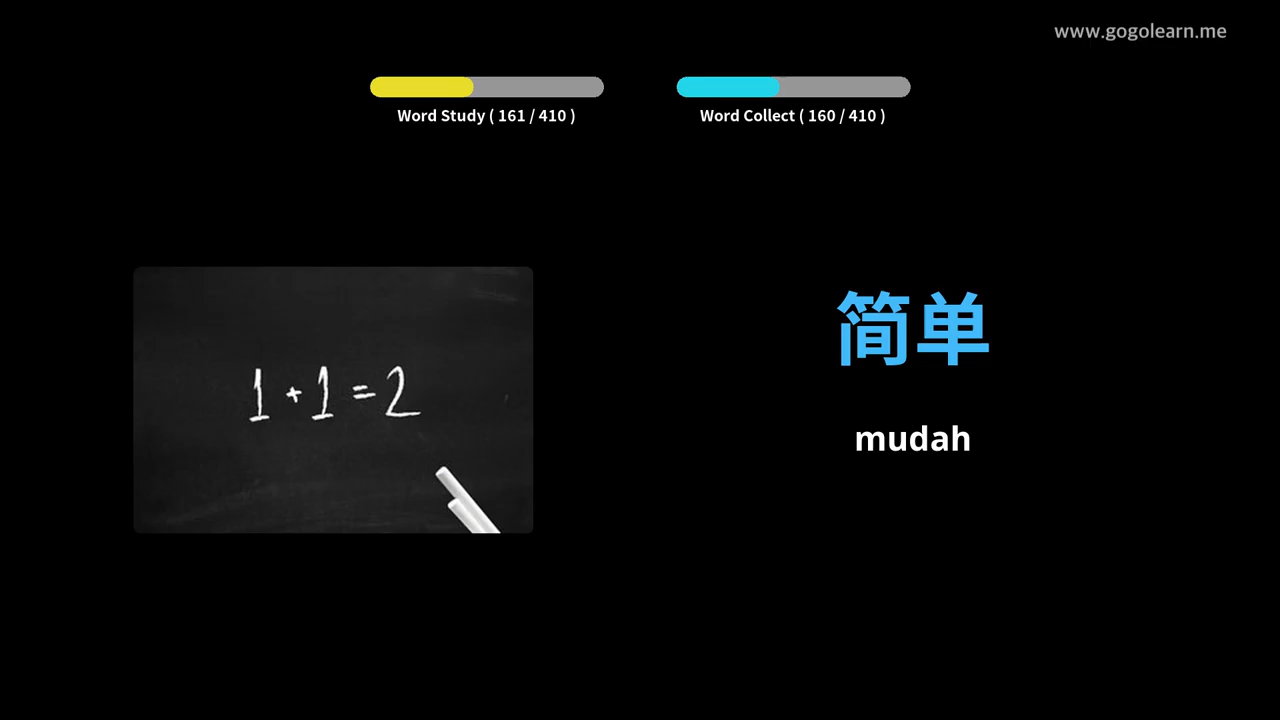 www.gogolearn.me
Word Study ( 161 / 410 )
Word Collect ( 160 / 410 )
1 + 1 = 2
简单
mudah